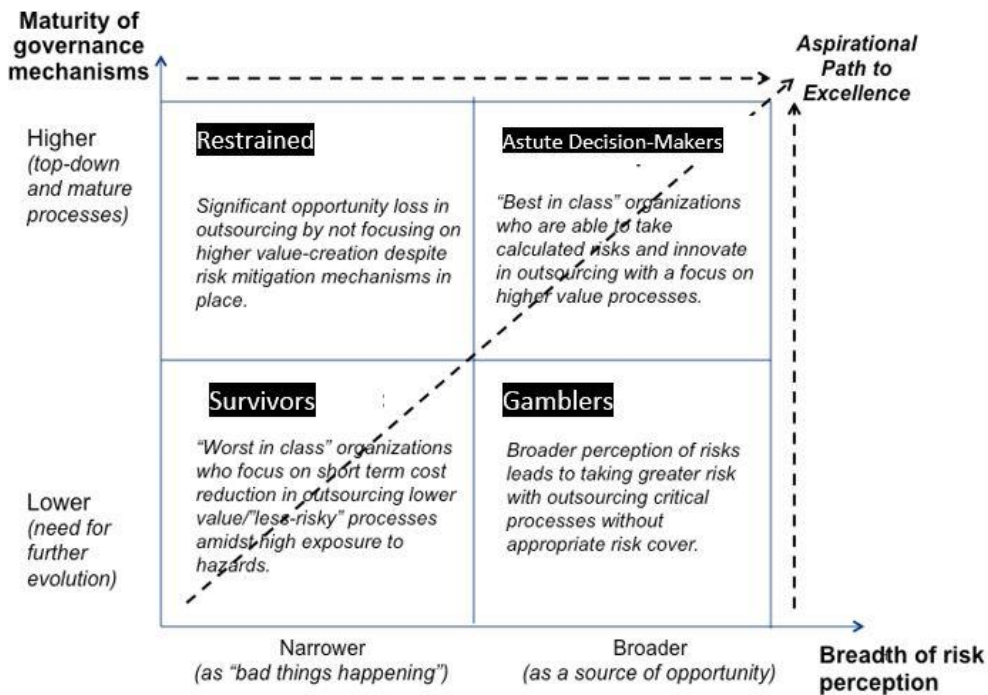 Maturity of
governance
mechanisms
Aspirational
Path to
Excellence
Higher
(top-down
and mature
processes)
Restrained
Significant opportunity loss in
outsourcing by not focusing on
higher value-creation despite
risk mitigation mechanisms in
place.
Astute Decision-Makers
“Best in class” organizations
who are able to take
calculated risks and innovate
in outsourcing with a focus on
higher value processes.
Lower
(need for
further
evolution)
Survivors
:
“Worst in class” organizations
who focus on short term cost
reduction in outsourcing lower
value/”less-risky” processes
amidst high exposure to
hazards.
Gamblers
Broader perception of risks
leads to taking greater risk
with outsourcing critical
processes without
appropriate risk cover.
Narrower
(as “bad things happening”)
Broader
(as a source of opportunity)
Breadth of risk
perception